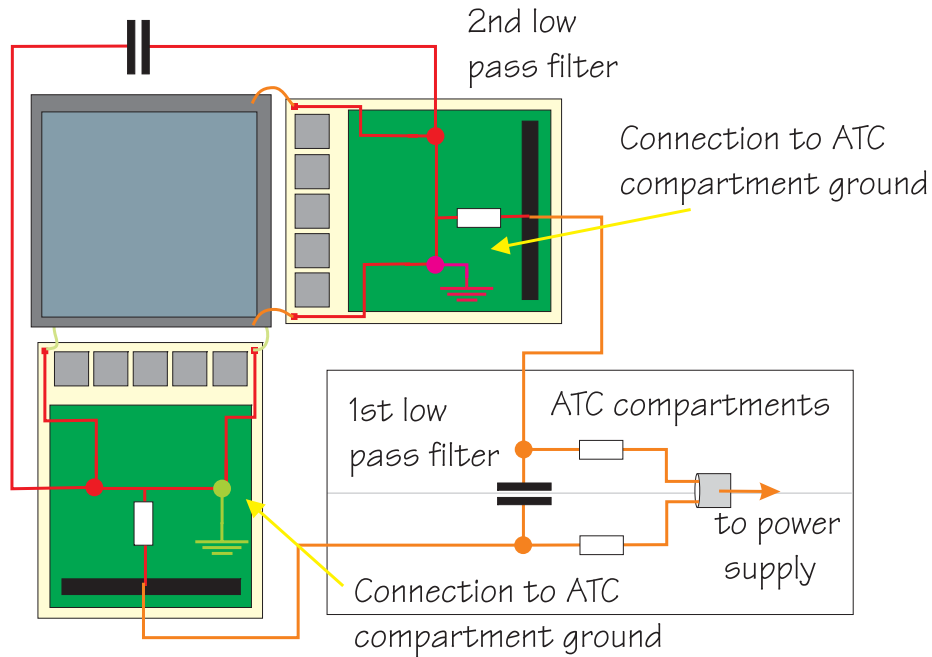 2nd low
pass filter
Connection to ATC
compartment ground
1st low
pass filter
ATC compartments
to power
supply
Connection to ATC
compartment ground